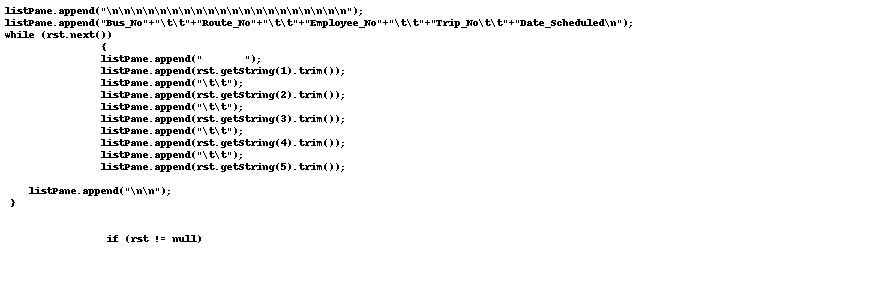 listPane.append("\n\n\n\n\n\n\n\n\n\n\n\n\n\n\n\n\n\n\n\n");
listPane.append("Bus_No"+"\t\t"+"Route_No"+"\t\t"+"Employee_No"+"\t\t"+"Trip_No\t\t"+"Date_Scheduled\n");
while (rst.next())
{
listPane.append("       ");
listPane.append(rst.getString(1).trim());
listPane.append("\t\t");
listPane.append(rst.getString(2).trim());
listPane.append("\t\t");
listPane.append(rst.getString(3).trim());
listPane.append("\t\t");
listPane.append(rst.getString(4).trim());
listPane.append("\t\t");
listPane.append(rst.getString(5).trim());
listPane.append("\n\n");
}
if (rst != null)